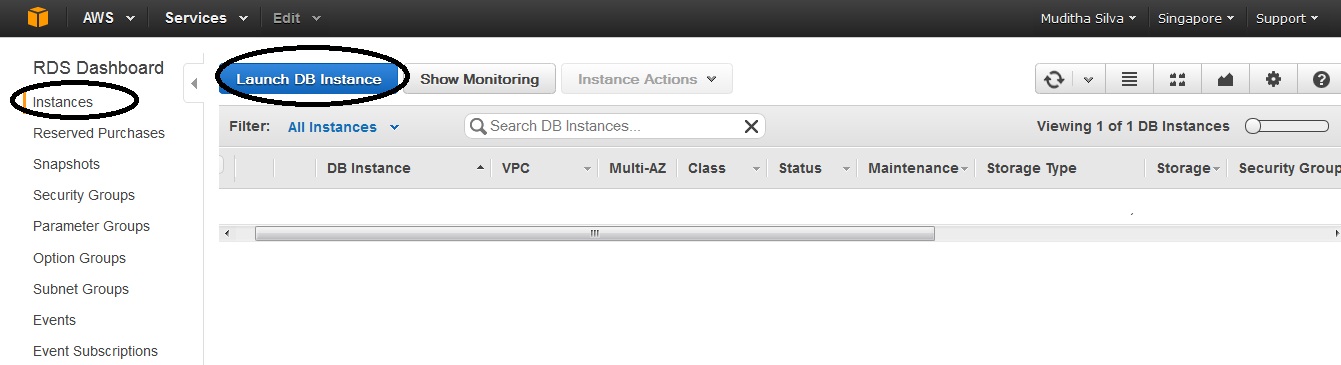 AWS Services Edit Muditha Silva Singapore Support
RDS Dashboard
Launch DB Instance Show Monitoring Instance Actions
Instances
Filter: All Instances Search DB Instances... Viewing 1 of 1 DB Instances
Reserved Purchases
DB Instance VPC Multi-AZ Class Status Maintenance Storage Type Storage Security Group
Snapshots
Security Groups
Parameter Groups
Option Groups
Subnet Groups
Events
Event Subscriptions